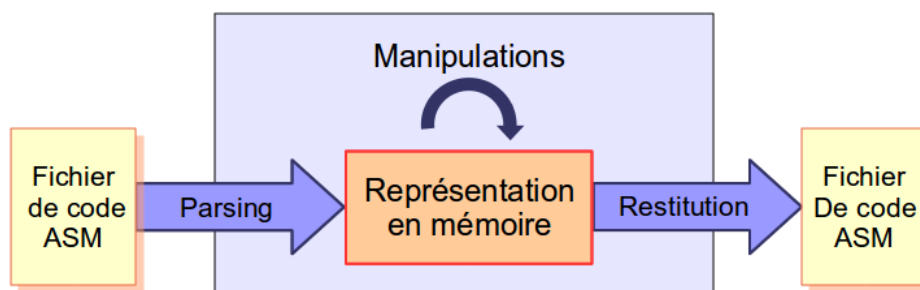 Manipulations
Fichier
de code
ASM
Parsing
Représentation
en mémoire
Restitution
Fichier
De code
ASM